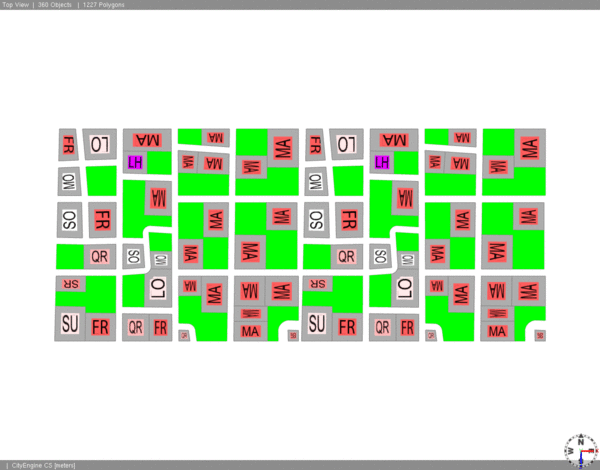 Top View | 360 Objects | 1227 Polygons
FR LO MA MA MA FR LO MA MA MA
LH MA MA MA LH MA MA MA
OM MA OM MA
OS FR MA MA OS FR MA MA
QR SO OM MA MA QR SO OM MA MA
SR LO MA MA MA MA SR LO MA MA MA MA
SU FR QR FR MA SU FR QR FR MA
N
W
| CityEngine CS [meters]